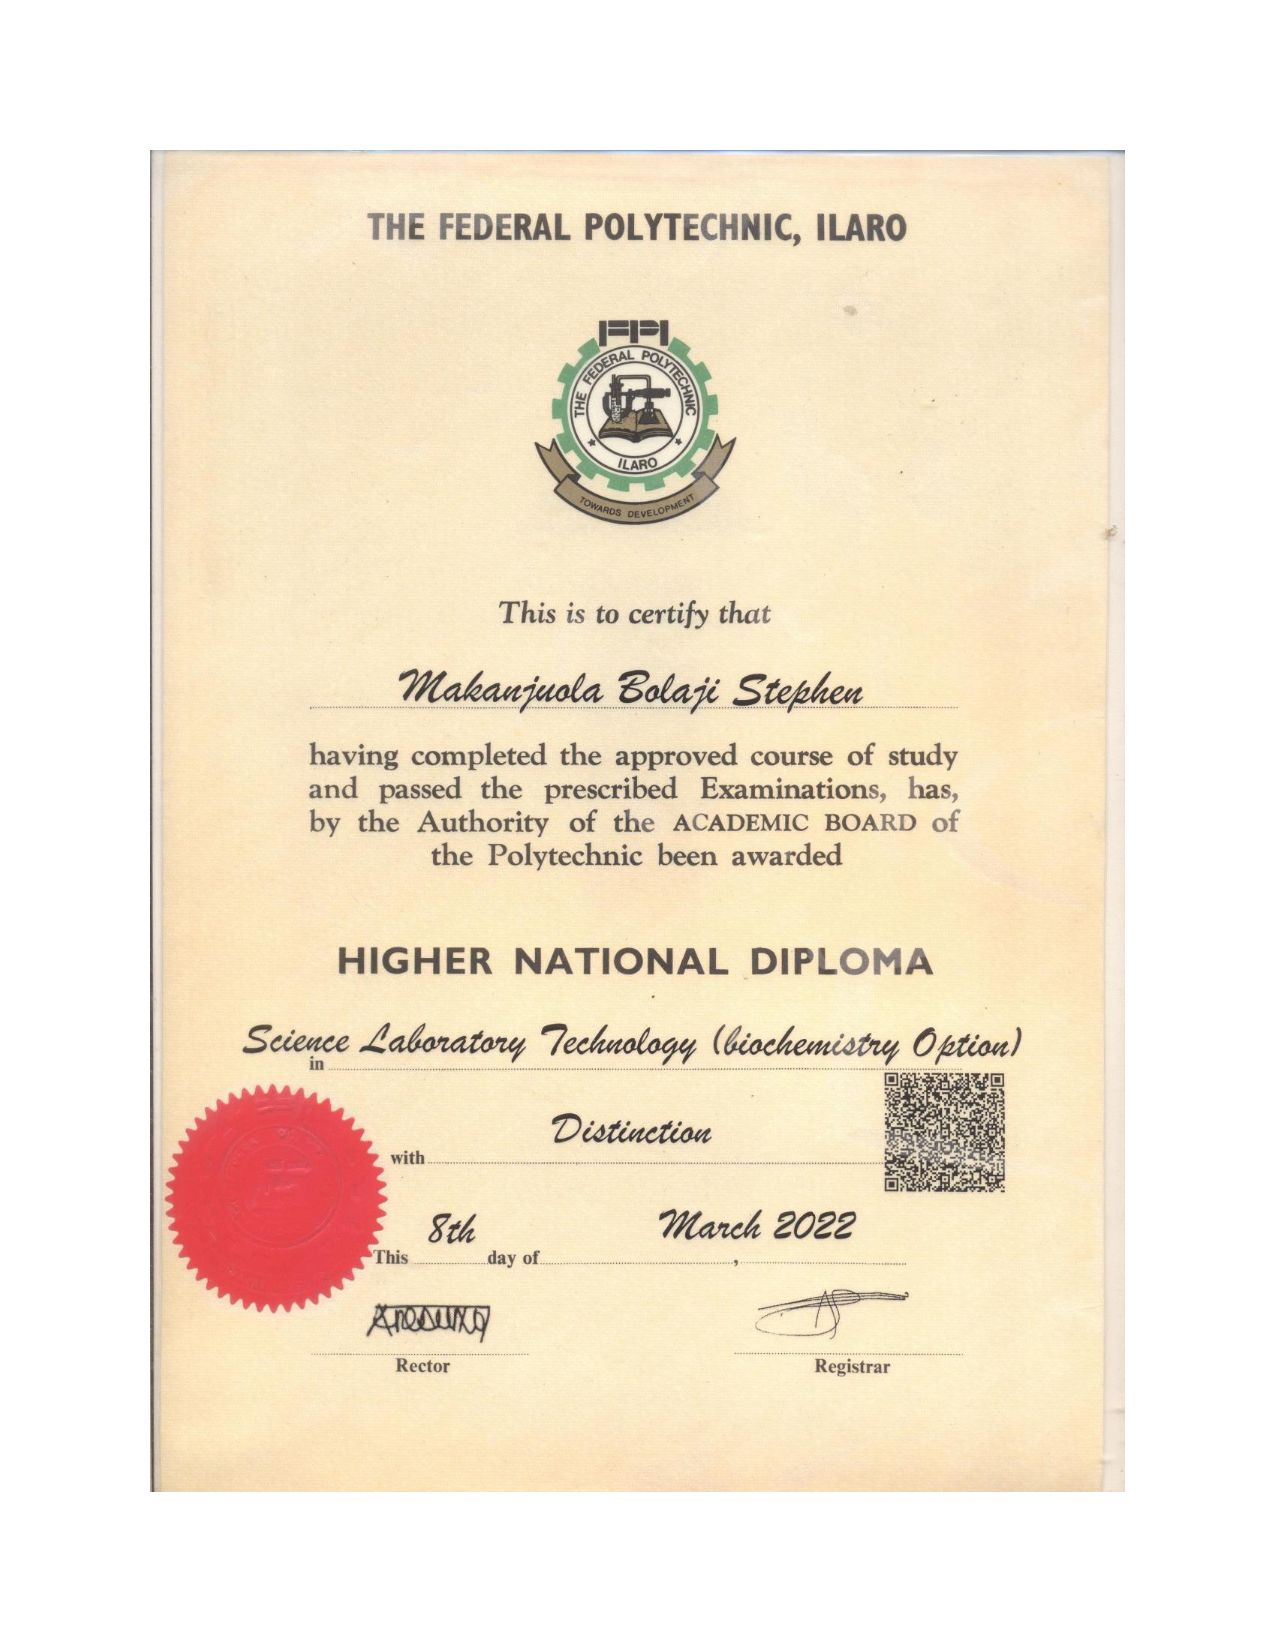 THE FEDERAL POLYTECHNIC, ILARO
FPI
THE FEDERAL POLYTECHNIC
ILARO
TOWARDS DEVELOPMENT
This is to certify that
Makanjuola Bolaji Stephen
having completed the approved course of study
and passed the prescribed Examinations, has,
by the Authority of the ACADEMIC BOARD of
the Polytechnic been awarded
HIGHER NATIONAL DIPLOMA
in Science Laboratory Technology (biochemistry Option)
with Distinction
This 8th day of March 2022,
Rector Registrar